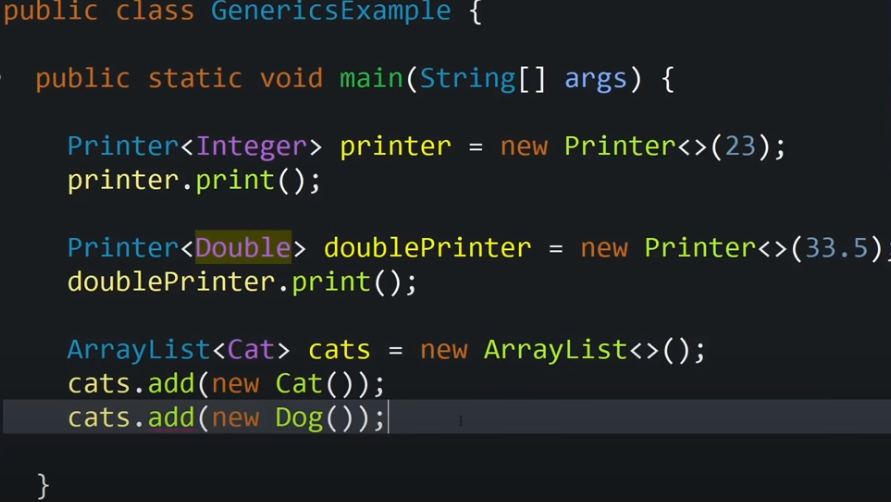 public class GenericsExample {
public static void main(String[] args) {
Printer<Integer> printer = new Printer<>(23);
printer.print();
Printer<Double> doublePrinter = new Printer<>(33.5);
doublePrinter.print();
ArrayList<Cat> cats = new ArrayList<>();
cats.add(new Cat());
cats.add(new Dog());
}